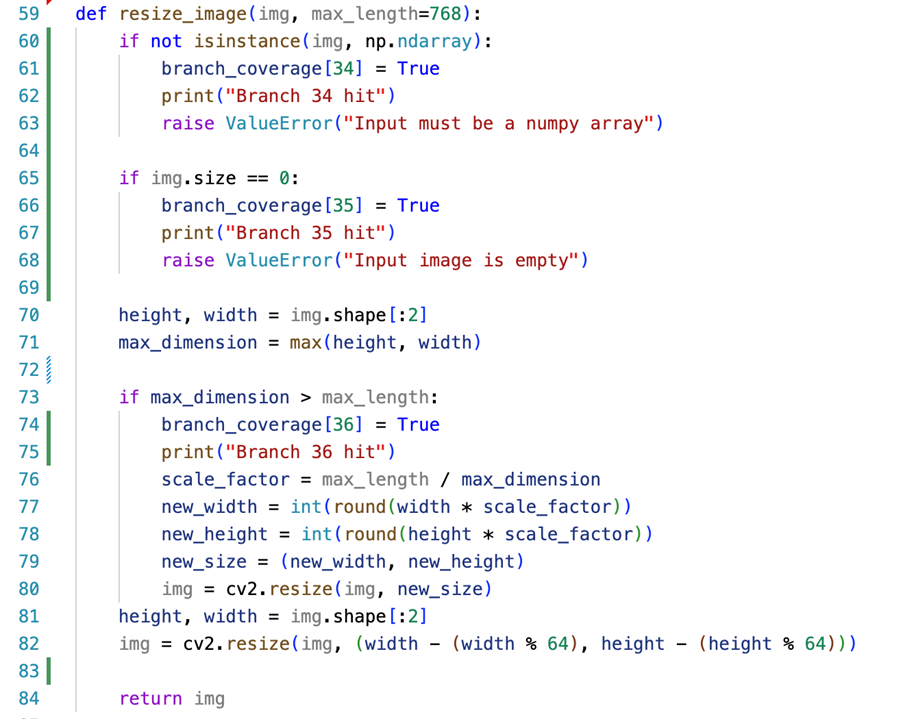 59 def resize_image(img, max_length=768):
60     if not isinstance(img, np.ndarray):
61         branch_coverage[34] = True
62         print("Branch 34 hit")
63         raise ValueError("Input must be a numpy array")
64
65     if img.size == 0:
66         branch_coverage[35] = True
67         print("Branch 35 hit")
68         raise ValueError("Input image is empty")
69
70     height, width = img.shape[:2]
71     max_dimension = max(height, width)
72
73     if max_dimension > max_length:
74         branch_coverage[36] = True
75         print("Branch 36 hit")
76         scale_factor = max_length / max_dimension
77         new_width = int(round(width * scale_factor))
78         new_height = int(round(height * scale_factor))
79         new_size = (new_width, new_height)
80         img = cv2.resize(img, new_size)
81     height, width = img.shape[:2]
82     img = cv2.resize(img, (width - (width % 64), height - (height % 64)))
83
84     return img